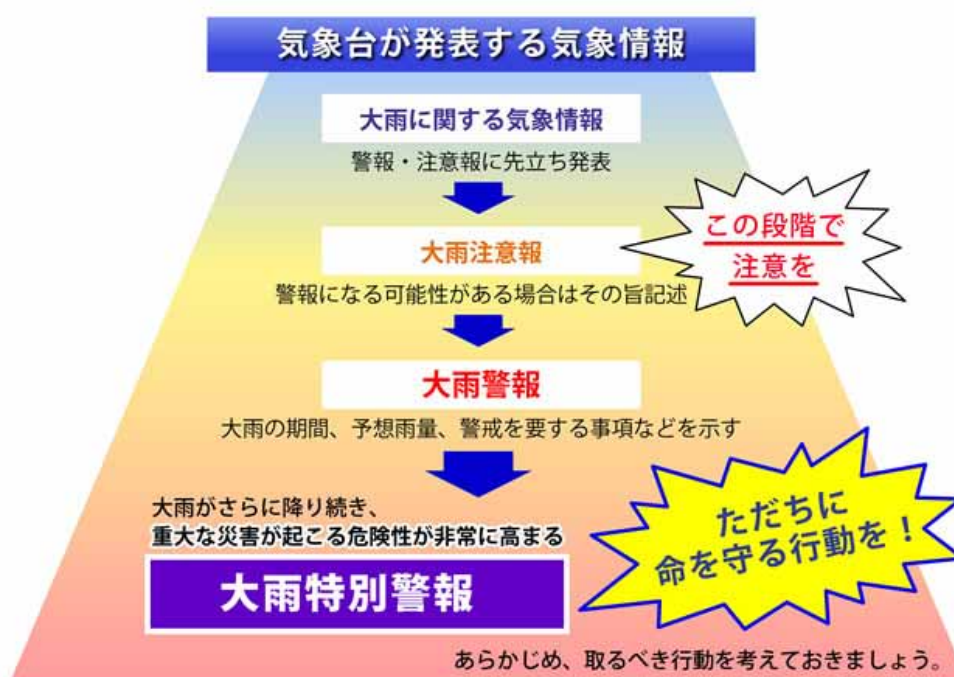 気象台が発表する気象情報
大雨に関する気象情報
警報・注意報に先立ち発表
この段階で
注意を
大雨注意報
警報になる可能性がある場合はその旨記述
大雨警報
大雨の期間、予想雨量、警戒を要する事項などを示す
大雨がさらに降り続き、
重大な災害が起こる危険性が非常に高まる
ただちに
命を守る行動を!
大雨特別警報
あらかじめ、取るべき行動を考えておきましょう。